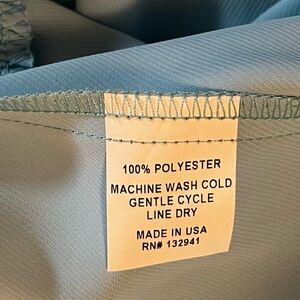 100% POLYESTER
MACHINE WASH COLD
GENTLE CYCLE
LINE DRY
MADE IN USA
RN# 132941